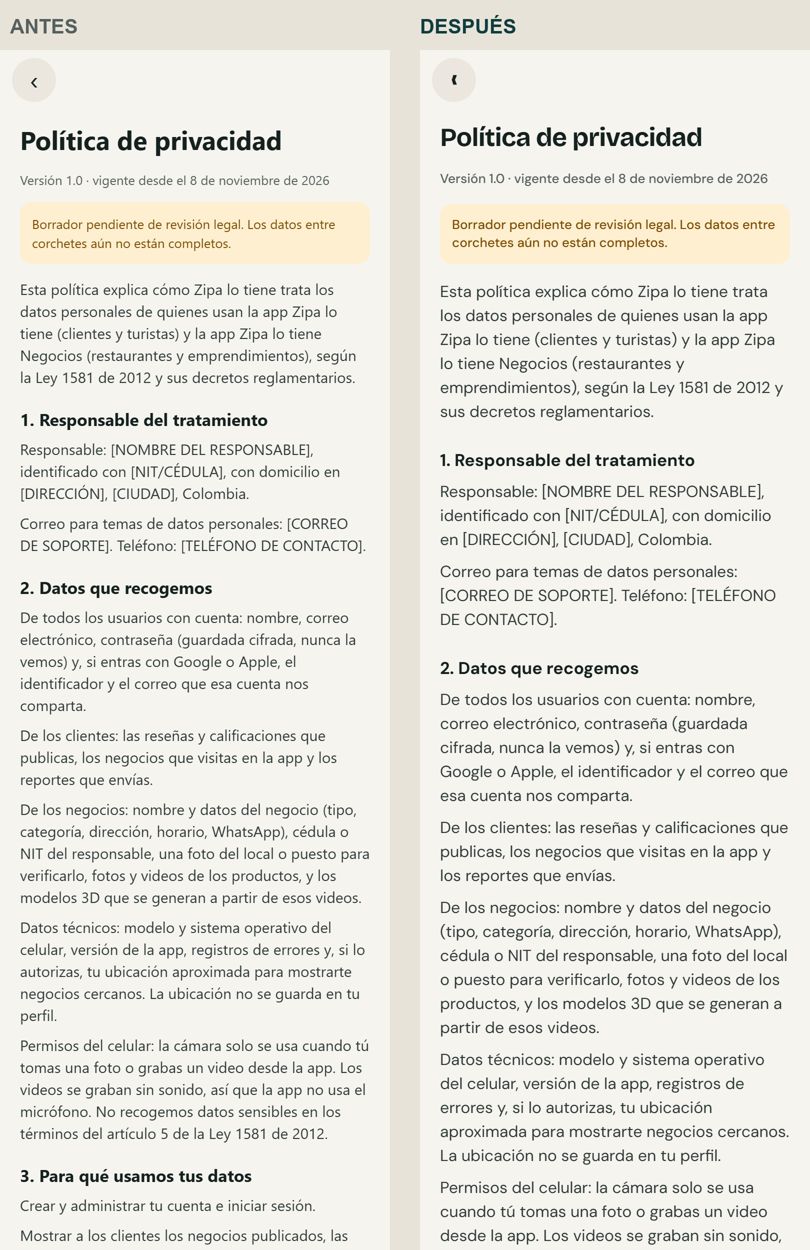 ANTES
‹
Política de privacidad
Versión 1.0 · vigente desde el 8 de noviembre de 2026
Borrador pendiente de revisión legal. Los datos entre
corchetes aún no están completos.
Esta política explica cómo Zipa lo tiene trata los
datos personales de quienes usan la app Zipa lo
tiene (clientes y turistas) y la app Zipa lo tiene
Negocios (restaurantes y emprendimientos), según
la Ley 1581 de 2012 y sus decretos reglamentarios.
1. Responsable del tratamiento
Responsable: [NOMBRE DEL RESPONSABLE],
identificado con [NIT/CÉDULA], con domicilio en
[DIRECCIÓN], [CIUDAD], Colombia.
Correo para temas de datos personales: [CORREO
DE SOPORTE]. Teléfono: [TELÉFONO DE CONTACTO].
2. Datos que recogemos
De todos los usuarios con cuenta: nombre, correo
electrónico, contraseña (guardada cifrada, nunca la
vemos) y, si entras con Google o Apple, el
identificador y el correo que esa cuenta nos
comparta.
De los clientes: las reseñas y calificaciones que
publicas, los negocios que visitas en la app y los
reportes que envías.
De los negocios: nombre y datos del negocio (tipo,
categoría, dirección, horario, WhatsApp), cédula o
NIT del responsable, una foto del local o puesto para
verificarlo, fotos y videos de los productos, y los
modelos 3D que se generan a partir de esos videos.
Datos técnicos: modelo y sistema operativo del
celular, versión de la app, registros de errores y, si lo
autorizas, tu ubicación aproximada para mostrarte
negocios cercanos. La ubicación no se guarda en tu
perfil.
Permisos del celular: la cámara solo se usa cuando tú
tomas una foto o grabas un video desde la app. Los
videos se graban sin sonido, así que la app no usa el
micrófono. No recogemos datos sensibles en los
términos del artículo 5 de la Ley 1581 de 2012.
3. Para qué usamos tus datos
Crear y administrar tu cuenta e iniciar sesión.
Mostrar a los clientes los negocios publicados, las
DESPUÉS
‹
Política de privacidad
Versión 1.0 · vigente desde el 8 de noviembre de 2026
Borrador pendiente de revisión legal. Los datos entre
corchetes aún no están completos.
Esta política explica cómo Zipa lo tiene trata
los datos personales de quienes usan la app
Zipa lo tiene (clientes y turistas) y la app Zipa
lo tiene Negocios (restaurantes y
emprendimientos), según la Ley 1581 de 2012 y
sus decretos reglamentarios.
1. Responsable del tratamiento
Responsable: [NOMBRE DEL RESPONSABLE],
identificado con [NIT/CÉDULA], con domicilio
en [DIRECCIÓN], [CIUDAD], Colombia.
Correo para temas de datos personales:
[CORREO DE SOPORTE]. Teléfono: [TELÉFONO
DE CONTACTO].
2. Datos que recogemos
De todos los usuarios con cuenta: nombre,
correo electrónico, contraseña (guardada
cifrada, nunca la vemos) y, si entras con
Google o Apple, el identificador y el correo que
esa cuenta nos comparta.
De los clientes: las reseñas y calificaciones que
publicas, los negocios que visitas en la app y
los reportes que envías.
De los negocios: nombre y datos del negocio
(tipo, categoría, dirección, horario, WhatsApp),
cédula o NIT del responsable, una foto del local
o puesto para verificarlo, fotos y videos de los
productos, y los modelos 3D que se generan a
partir de esos videos.
Datos técnicos: modelo y sistema operativo
del celular, versión de la app, registros de
errores y, si lo autorizas, tu ubicación
aproximada para mostrarte negocios cercanos.
La ubicación no se guarda en tu perfil.
Permisos del celular: la cámara solo se usa
cuando tú tomas una foto o grabas un video
desde la app. Los videos se graban sin sonido,